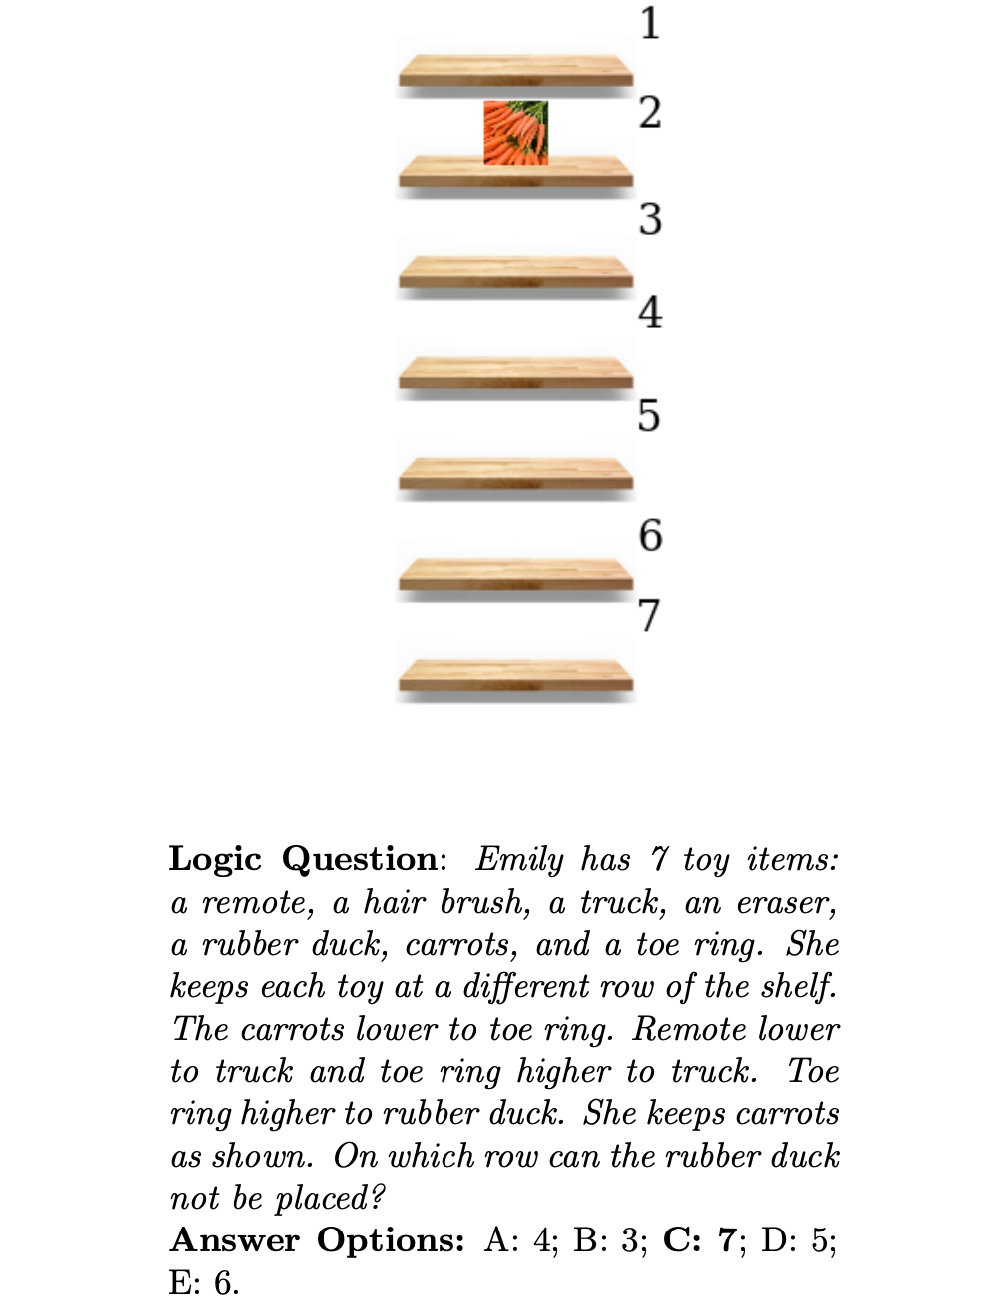 1
2
3
4
5
6
7
Logic Question: Emily has 7 toy items:
a remote, a hair brush, a truck, an eraser,
a rubber duck, carrots, and a toe ring. She
keeps each toy at a different row of the shelf.
The carrots lower to toe ring. Remote lower
to truck and toe ring higher to truck. Toe
ring higher to rubber duck. She keeps carrots
as shown. On which row can the rubber duck
not be placed?
Answer Options: A: 4; B: 3; C: 7; D: 5;
E: 6.